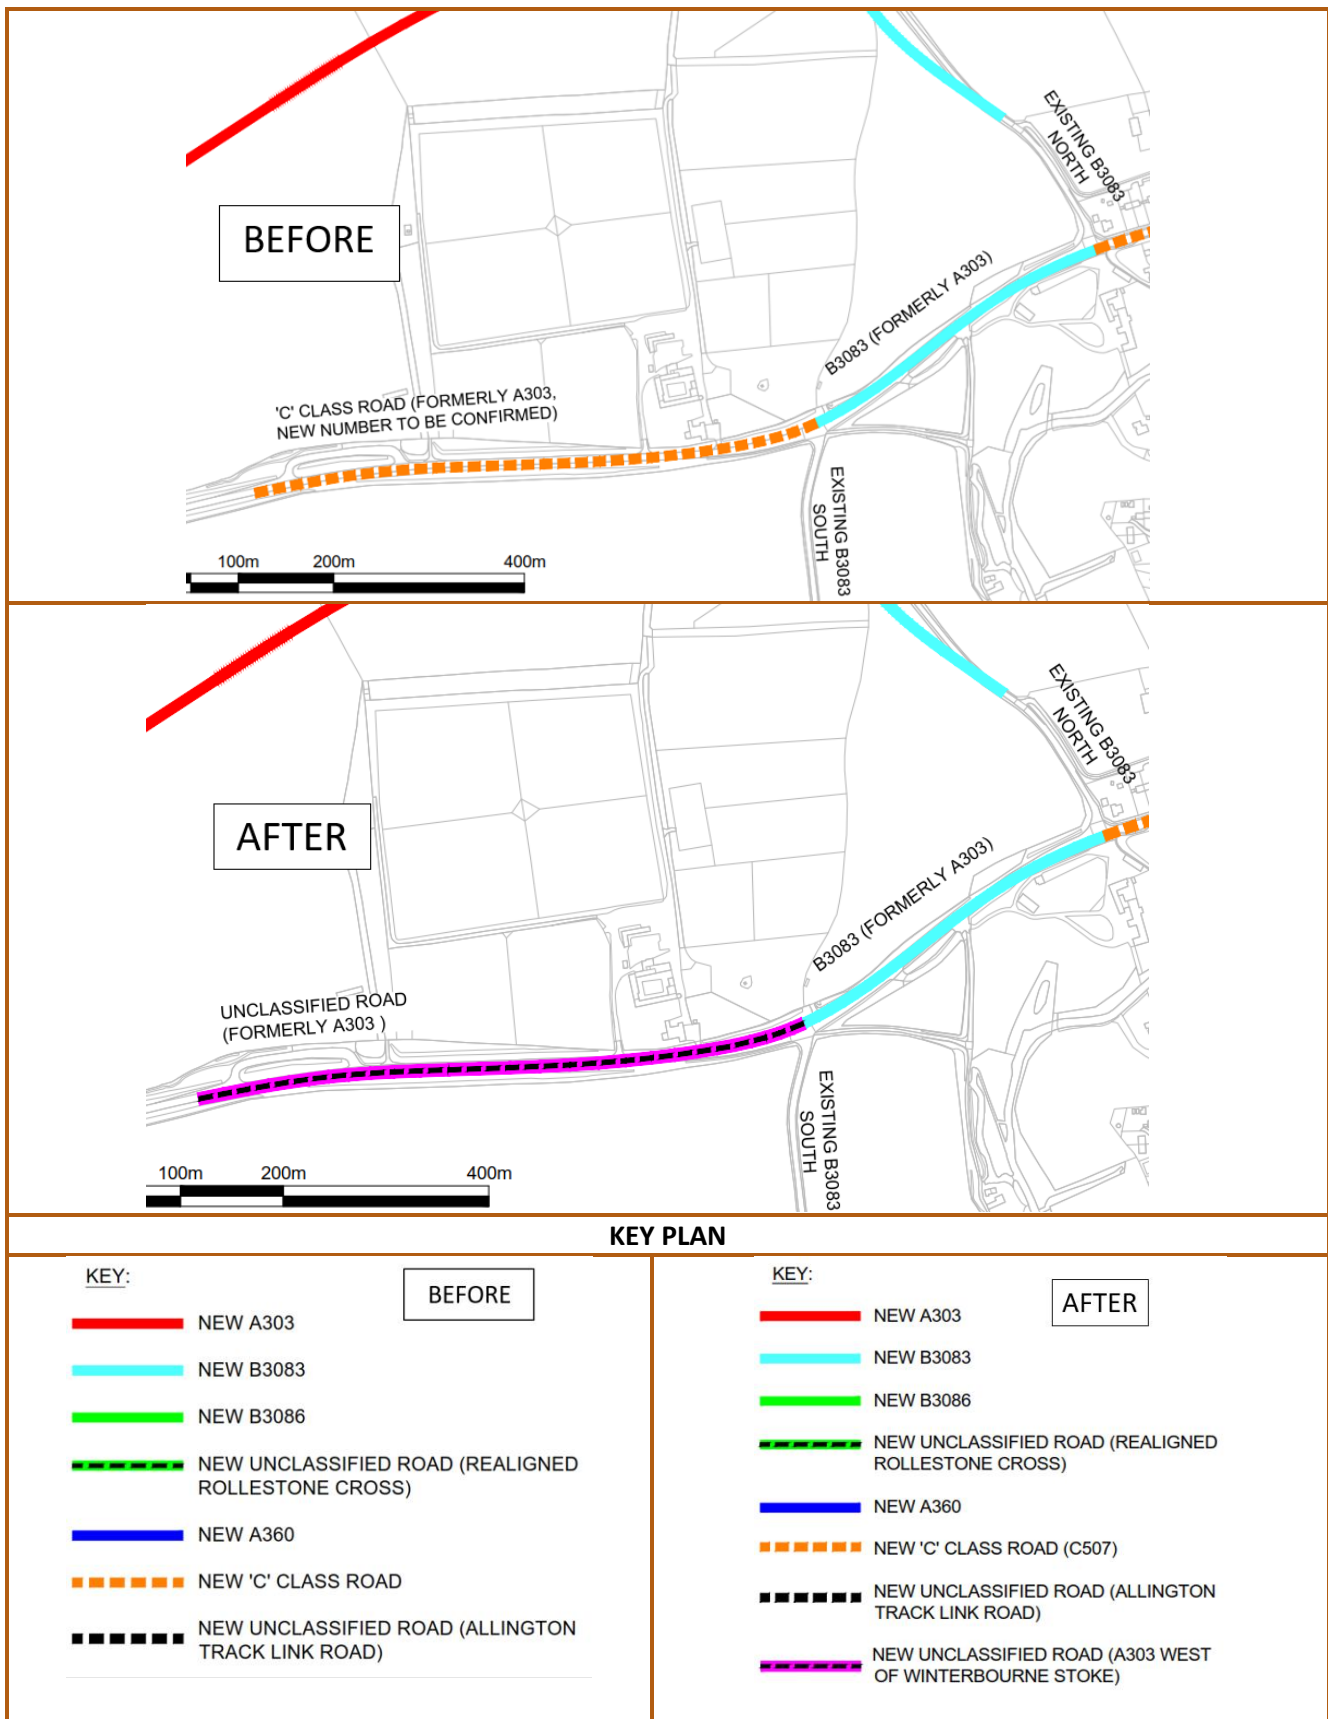 EXISTING B3083
NORTH
BEFORE
B3083 (FORMERLY A303)
'C' CLASS ROAD (FORMERLY A303,
NEW NUMBER TO BE CONFIRMED)
EXISTING B3083
SOUTH
100m 200m 400m
EXISTING B3083
NORTH
AFTER
B3083 (FORMERLY A303)
UNCLASSIFIED ROAD
(FORMERLY A303 )
EXISTING B3083
SOUTH
100m 200m 400m
KEY PLAN
KEY:
BEFORE
NEW A303
NEW B3083
NEW B3086
NEW UNCLASSIFIED ROAD (REALIGNED
ROLLESTONE CROSS)
NEW A360
NEW 'C' CLASS ROAD
NEW UNCLASSIFIED ROAD (ALLINGTON
TRACK LINK ROAD)
KEY:
AFTER
NEW A303
NEW B3083
NEW B3086
NEW UNCLASSIFIED ROAD (REALIGNED
ROLLESTONE CROSS)
NEW A360
NEW 'C' CLASS ROAD (C507)
NEW UNCLASSIFIED ROAD (ALLINGTON
TRACK LINK ROAD)
NEW UNCLASSIFIED ROAD (A303 WEST
OF WINTERBOURNE STOKE)